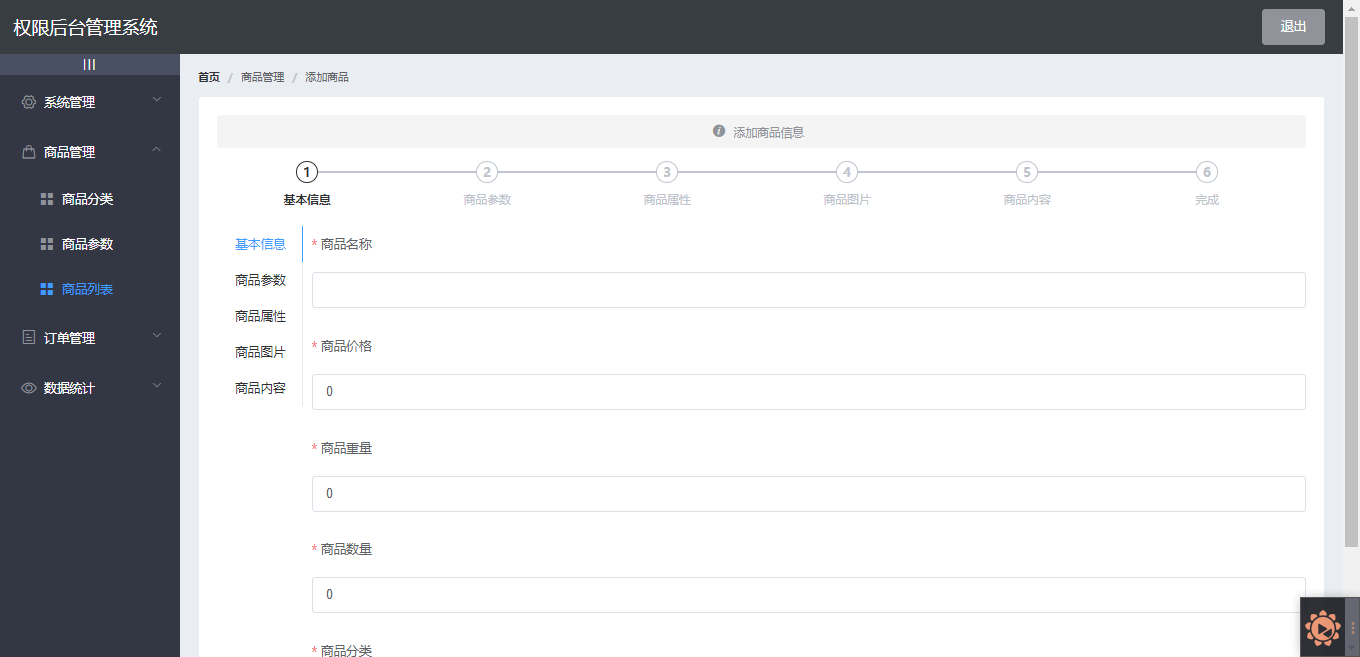 权限后台管理系统
退出
|||
首页 / 商品管理 / 添加商品
系统管理
商品管理
商品分类
商品参数
商品列表
订单管理
数据统计
添加商品信息
1 2 3 4 5 6
基本信息 商品参数 商品属性 商品图片 商品内容 完成
基本信息
商品参数
商品属性
商品图片
商品内容
* 商品名称
* 商品价格
0
* 商品重量
0
* 商品数量
0
* 商品分类